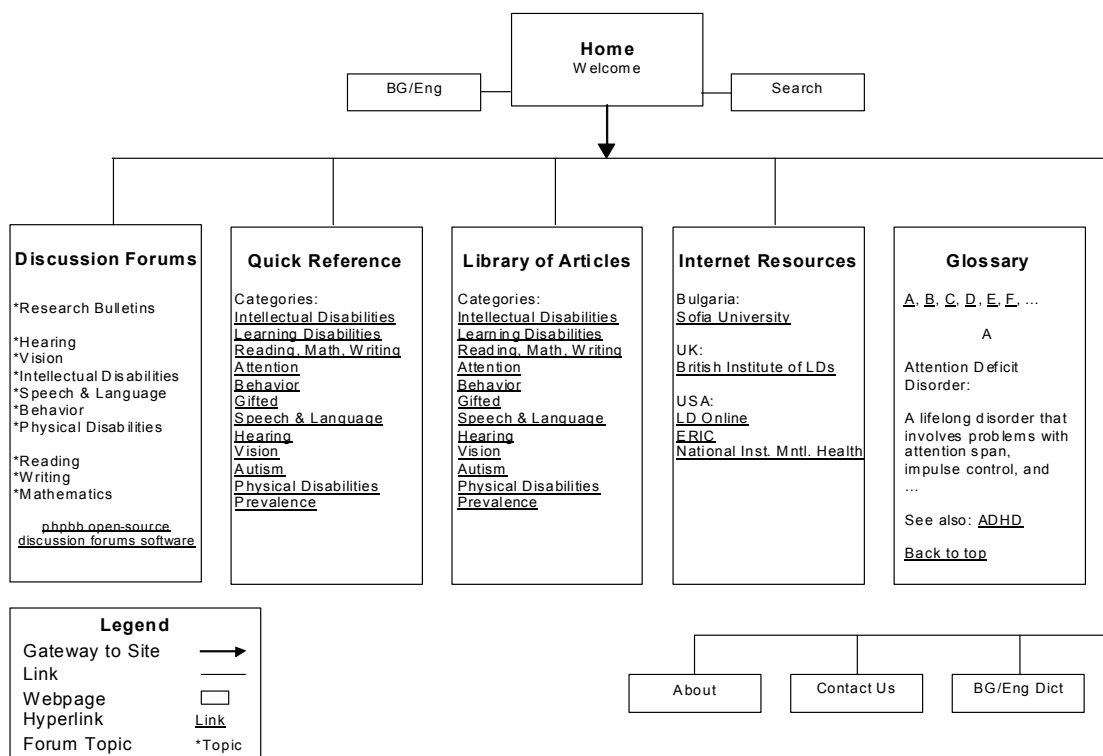 Home
Welcome
BG/Eng
Search
Discussion Forums
*Research Bulletins
*Hearing
*Vision
*Intellectual Disabilities
*Speech & Language
*Behavior
*Physical Disabilities
*Reading
*Writing
*Mathematics
phpbb open-source
discussion forums software
Quick Reference
Categories:
Intellectual Disabilities
Learning Disabilities
Reading, Math, Writing
Attention
Behavior
Gifted
Speech & Language
Hearing
Vision
Autism
Physical Disabilities
Prevalence
Library of Articles
Categories:
Intellectual Disabilities
Learning Disabilities
Reading, Math, Writing
Attention
Behavior
Gifted
Speech & Language
Hearing
Vision
Autism
Physical Disabilities
Prevalence
Internet Resources
Bulgaria:
Sofia University
UK:
British Institute of LDs
USA:
LD Online
ERIC
National Inst. Mntl. Health
Glossary
A, B, C, D, E, F, ...
A
Attention Deficit
Disorder:
A lifelong disorder that
involves problems with
attention span,
impulse control, and
...
See also: ADHD
Back to top
Legend
Gateway to Site
Link
Webpage
Hyperlink Link
Forum Topic *Topic
About
Contact Us
BG/Eng Dict